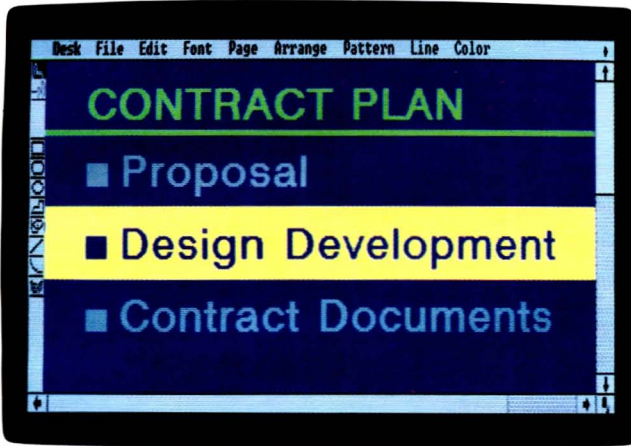 Desk File Edit Font Page Arrange Pattern Line Color
CONTRACT PLAN
Proposal
Design Development
Contract Documents